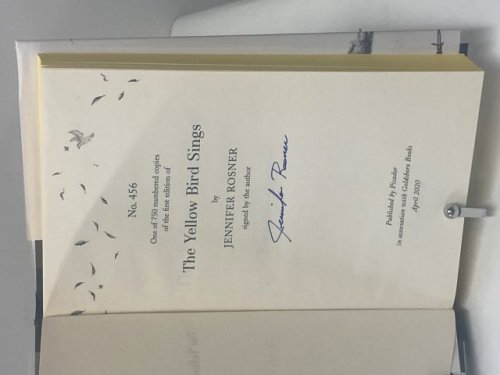 No. 456
One of 750 numbered copies
of the first edition of
The Yellow Bird Sings
by
JENNIFER ROSNER
signed by the author
Jennifer Rosner
Published by Picador
in association with Goldsboro Books
April 2020